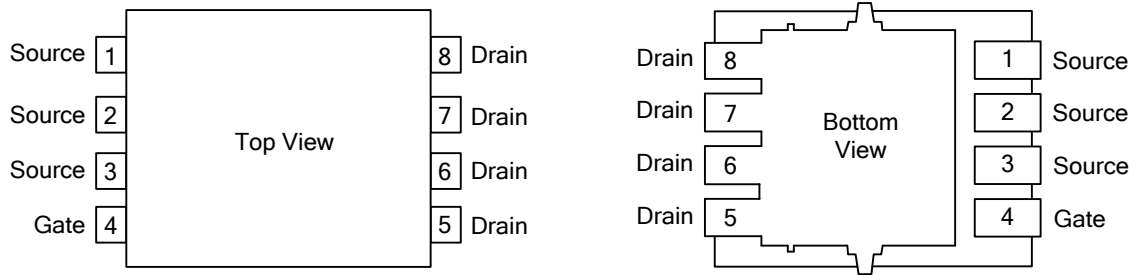 Source 1 8 Drain
Source 2 7 Drain
Source 3 6 Drain
Gate 4 5 Drain
Top View
Drain 8 1 Source
Drain 7 2 Source
Drain 6 3 Source
Drain 5 4 Gate
Bottom
View